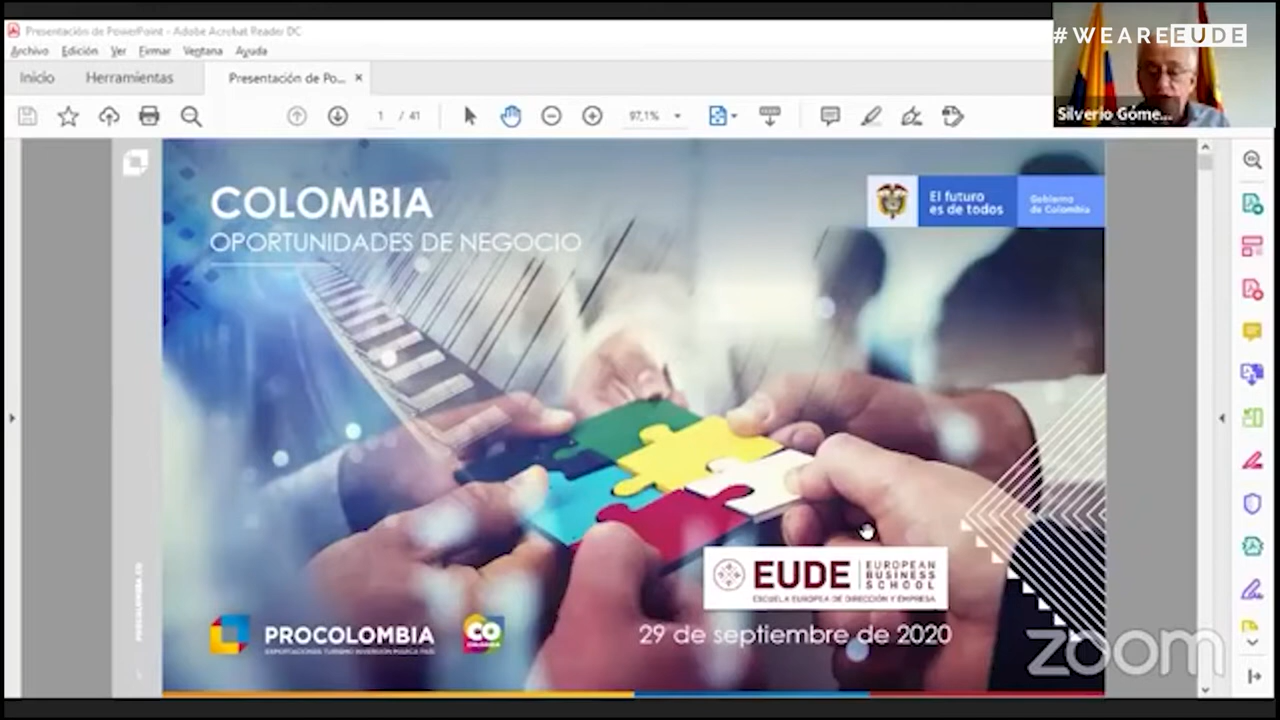 Presentación de PowerPoint - Adobe Acrobat Reader DC
#WEAREEUDE
Archivo Edición Ver Firmar Ventana Ayuda
Inicio Herramientas Presentación de Po... ×
1 / 41 97,1%
Silverio Góme...
COLOMBIA
OPORTUNIDADES DE NEGOCIO
El futuro
es de todos
Gobierno
de Colombia
EUDE
EUROPEAN
BUSINESS
SCHOOL
ESCUELA EUROPEA DE DIRECCIÓN Y EMPRESA
29 de septiembre de 2020
PROCOLOMBIA
EXPORTACIONES TURISMO INVERSIÓN MARCA PAÍS
CO
COLOMBIA
PROCOLOMBIA.CO
zoom